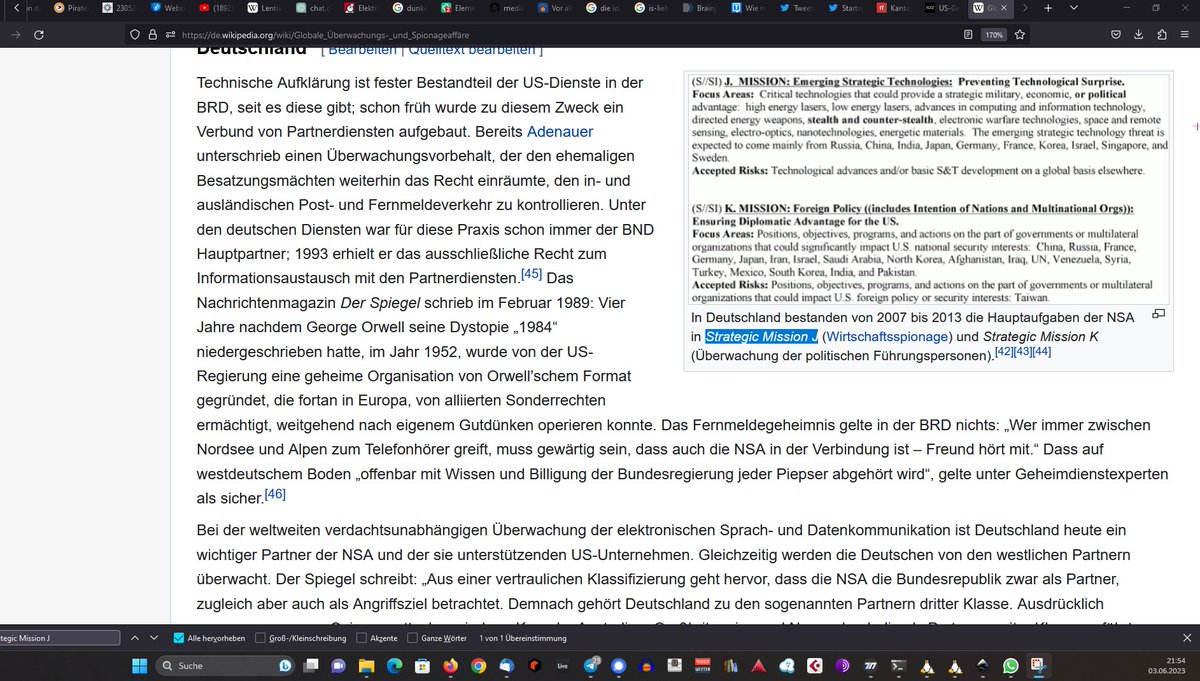 Pirate
23052
Websi
(1892
Lentiv
chat.o
Elektr
dunke
Eleme
media
Vor al
die id
is-lieb
Brainj
Wie m
Tweet
Starts
Kanto
US-Ge
https://de.wikipedia.org/wiki/Globale_Überwachungs-_und_Spionageaffäre
170%
Deutschland [ Bearbeiten | Quelltext bearbeiten ]
Technische Aufklärung ist fester Bestandteil der US-Dienste in der
BRD, seit es diese gibt; schon früh wurde zu diesem Zweck ein
Verbund von Partnerdiensten aufgebaut. Bereits Adenauer
unterschrieb einen Überwachungsvorbehalt, der den ehemaligen
Besatzungsmächten weiterhin das Recht einräumte, den in- und
ausländischen Post- und Fernmeldeverkehr zu kontrollieren. Unter
den deutschen Diensten war für diese Praxis schon immer der BND
Hauptpartner; 1993 erhielt er das ausschließliche Recht zum
Informationsaustausch mit den Partnerdiensten.[45] Das
Nachrichtenmagazin Der Spiegel schrieb im Februar 1989: Vier
Jahre nachdem George Orwell seine Dystopie „1984“
niedergeschrieben hatte, im Jahr 1952, wurde von der US-
Regierung eine geheime Organisation von Orwell’schem Format
gegründet, die fortan in Europa, von alliierten Sonderrechten
ermächtigt, weitgehend nach eigenem Gutdünken operieren konnte. Das Fernmeldegeheimnis gelte in der BRD nichts: „Wer immer zwischen
Nordsee und Alpen zum Telefonhörer greift, muss gewärtig sein, dass auch die NSA in der Verbindung ist – Freund hört mit.“ Dass auf
westdeutschem Boden „offenbar mit Wissen und Billigung der Bundesregierung jeder Piepser abgehört wird“, gelte unter Geheimdienstexperten
als sicher.[46]
(S//SI) J. MISSION: Emerging Strategic Technologies: Preventing Technological Surprise.
Focus Areas: Critical technologies that could provide a strategic military, economic, or political
advantage: high energy lasers, low energy lasers, advances in computing and information technology,
directed energy weapons, stealth and counter-stealth, electronic warfare technologies, space and remote
sensing, electro-optics, nanotechnologies, energetic materials. The emerging strategic technology threat is
expected to come mainly from Russia, China, India, Japan, Germany, France, Korea, Israel, Singapore, and
Sweden.
Accepted Risks: Technological advances and/or basic S&T development on a global basis elsewhere.
(S//SI) K. MISSION: Foreign Policy ((includes Intention of Nations and Multinational Orgs)):
Ensuring Diplomatic Advantage for the US.
Focus Areas: Positions, objectives, programs, and actions on the part of governments or multilateral
organizations that could significantly impact U.S. national security interests: China, Russia, France,
Germany, Japan, Iran, Israel, Saudi Arabia, North Korea, Afghanistan, Iraq, UN, Venezuela, Syria,
Turkey, Mexico, South Korea, India, and Pakistan.
Accepted Risks: Positions, objectives, programs, and actions on the part of governments or multilateral
organizations that could impact U.S. foreign policy or security interests: Taiwan.
In Deutschland bestanden von 2007 bis 2013 die Hauptaufgaben der NSA
in Strategic Mission J (Wirtschaftsspionage) und Strategic Mission K
(Überwachung der politischen Führungspersonen).[42][43][44]
Bei der weltweiten verdachtsunabhängigen Überwachung der elektronischen Sprach- und Datenkommunikation ist Deutschland heute ein
wichtiger Partner der NSA und der sie unterstützenden US-Unternehmen. Gleichzeitig werden die Deutschen von den westlichen Partnern
überwacht. Der Spiegel schreibt: „Aus einer vertraulichen Klassifizierung geht hervor, dass die NSA die Bundesrepublik zwar als Partner,
zugleich aber auch als Angriffsziel betrachtet. Demnach gehört Deutschland zu den sogenannten Partnern dritter Klasse. Ausdrücklich
tegic Mission J
Alle hervorheben
Groß-/Kleinschreibung
Akzente
Ganze Wörter
1 von 1 Übereinstimmung
Suche
Live
21:54
03.06.2023